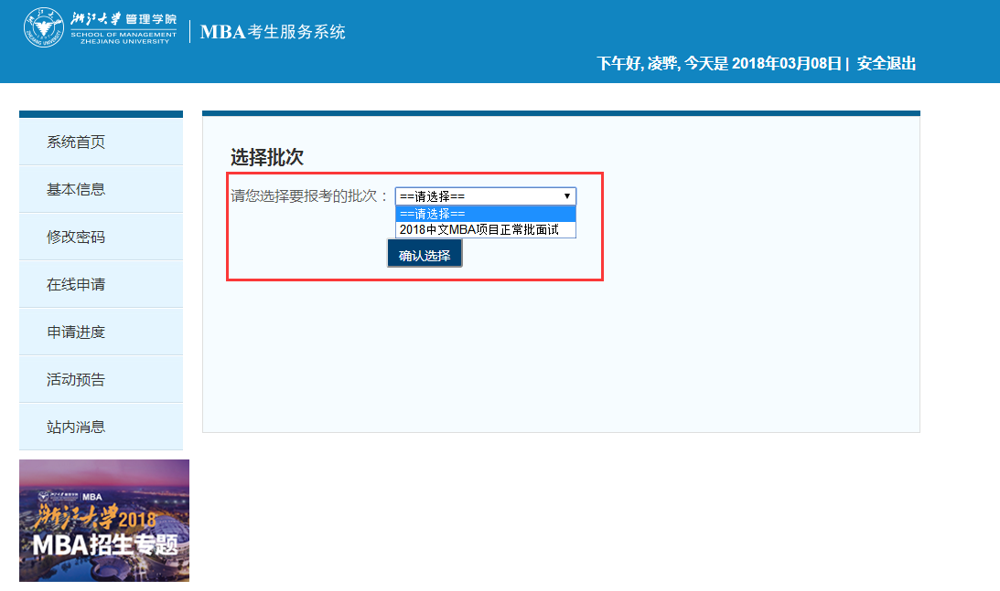 浙江大学 管理学院
SCHOOL OF MANAGEMENT
ZHEJIANG UNIVERSITY
MBA考生服务系统
下午好, 凌骅, 今天是 2018年03月08日 | 安全退出
系统首页
基本信息
修改密码
在线申请
申请进度
活动预告
站内消息
选择批次
请您选择要报考的批次： ==请选择== ▼
==请选择==
2018中文MBA项目正常批面试
确认选择
MBA
浙江大学2018
MBA招生专题